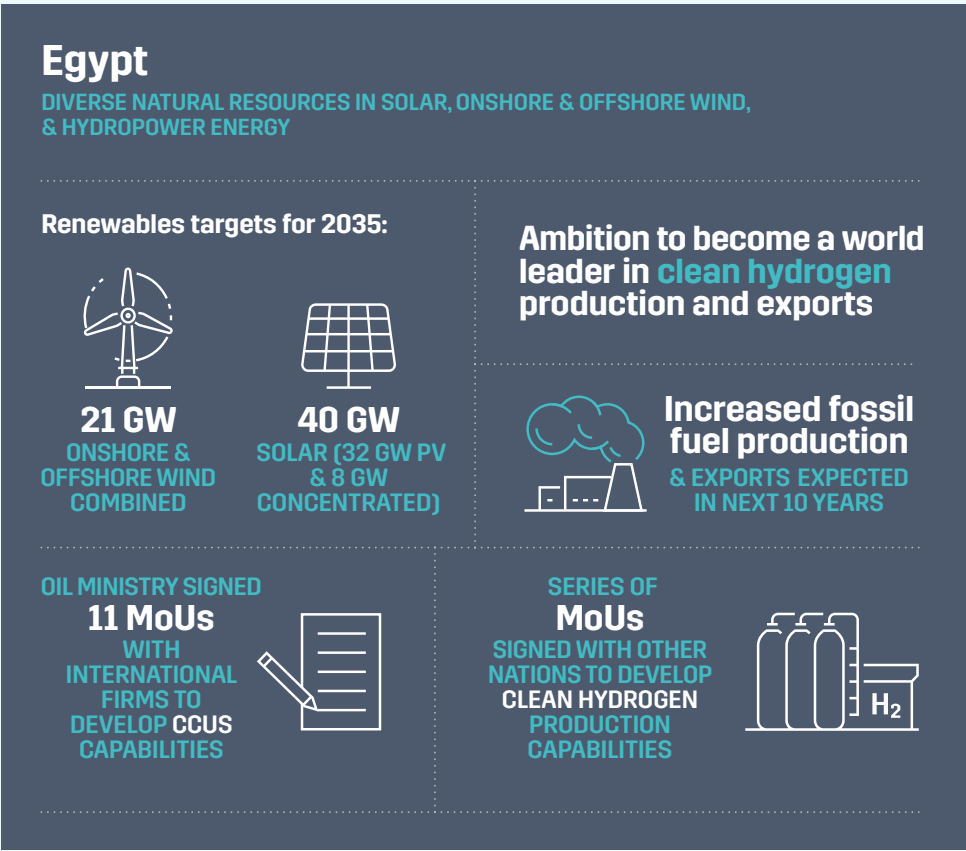 Egypt
DIVERSE NATURAL RESOURCES IN SOLAR, ONSHORE & OFFSHORE WIND,
& HYDROPOWER ENERGY
Renewables targets for 2035:
21 GW
ONSHORE &
OFFSHORE WIND
COMBINED
40 GW
SOLAR (32 GW PV
& 8 GW
CONCENTRATED)
Ambition to become a world
leader in clean hydrogen
production and exports
Increased fossil
fuel production
& EXPORTS EXPECTED
IN NEXT 10 YEARS
OIL MINISTRY SIGNED
11 MoUs
WITH
INTERNATIONAL
FIRMS TO
DEVELOP CCUS
CAPABILITIES
SERIES OF
MoUs
SIGNED WITH OTHER
NATIONS TO DEVELOP
CLEAN HYDROGEN
PRODUCTION
CAPABILITIES
H2